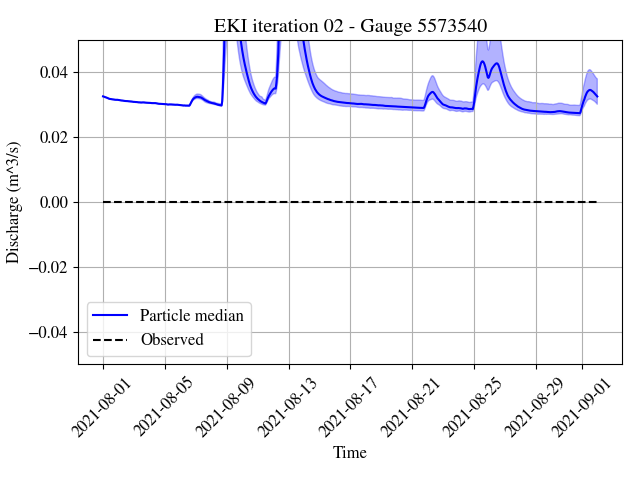 EKI iteration 02 - Gauge 5573540
Discharge (m^3/s)
0.04
0.02
0.00
−0.02
−0.04
Particle median
Observed
2021-08-01
2021-08-05
2021-08-09
2021-08-13
2021-08-17
2021-08-21
2021-08-25
2021-08-29
2021-09-01
Time